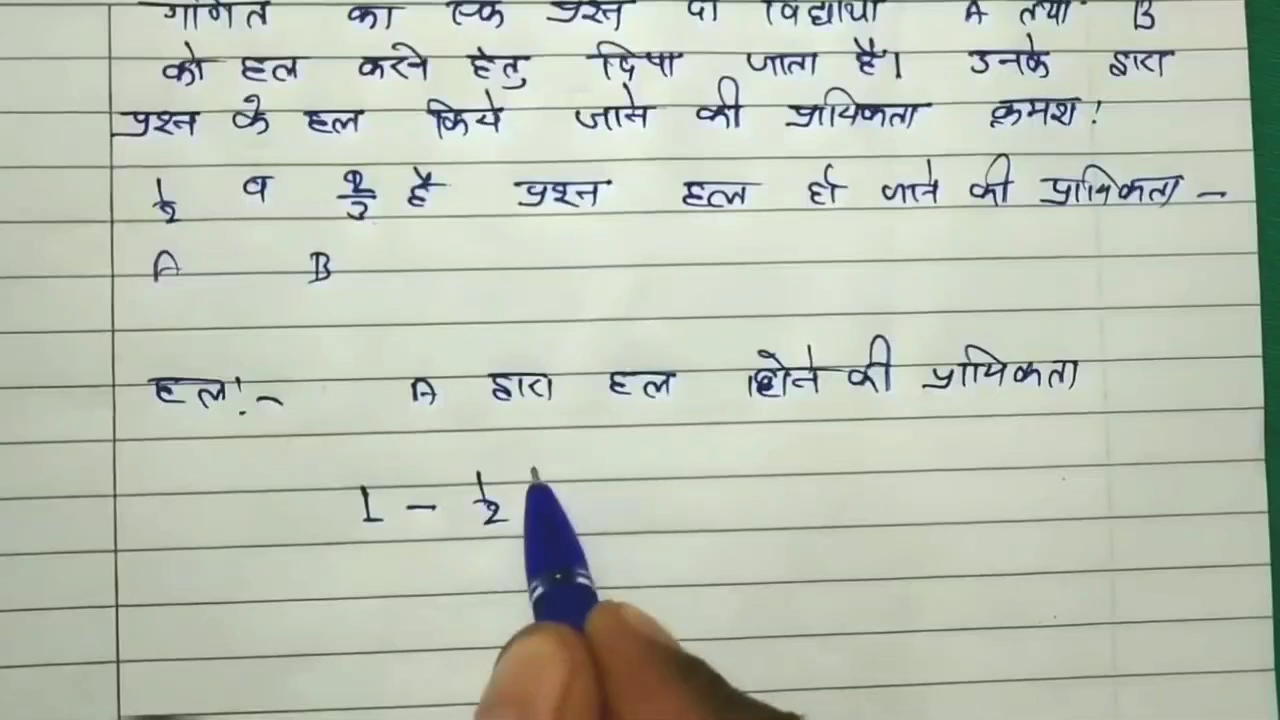 गणित का एक प्रश्न दो विद्यार्थी A तथा B
को हल करने हेतु दिया जाता है। उनके द्वारा
प्रश्न के हल किये जाने की प्रायिकता क्रमश!
1/2 व 2/3 है प्रश्न हल हो जाने की प्रायिकता -
A B
हल!- A द्वारा हल होने की प्रायिकता
1 - 1/2